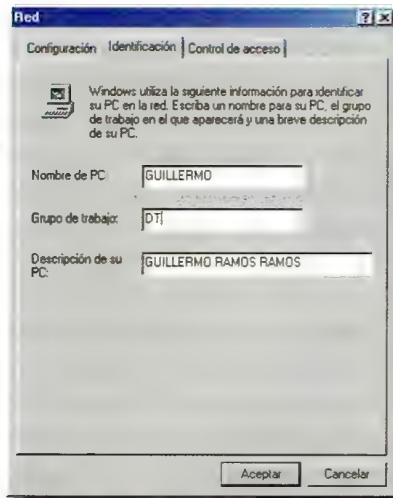 Red
Configuración Identificación Control de acceso
Windows utiliza la siguiente información para identificar
su PC en la red. Escriba un nombre para su PC, el grupo
de trabajo en el que aparecerá y una breve descripción
de su PC.
Nombre de PC: GUILLERMO
Grupo de trabajo: DT
Descripción de su
PC: GUILLERMO RAMOS RAMOS
Aceptar Cancelar